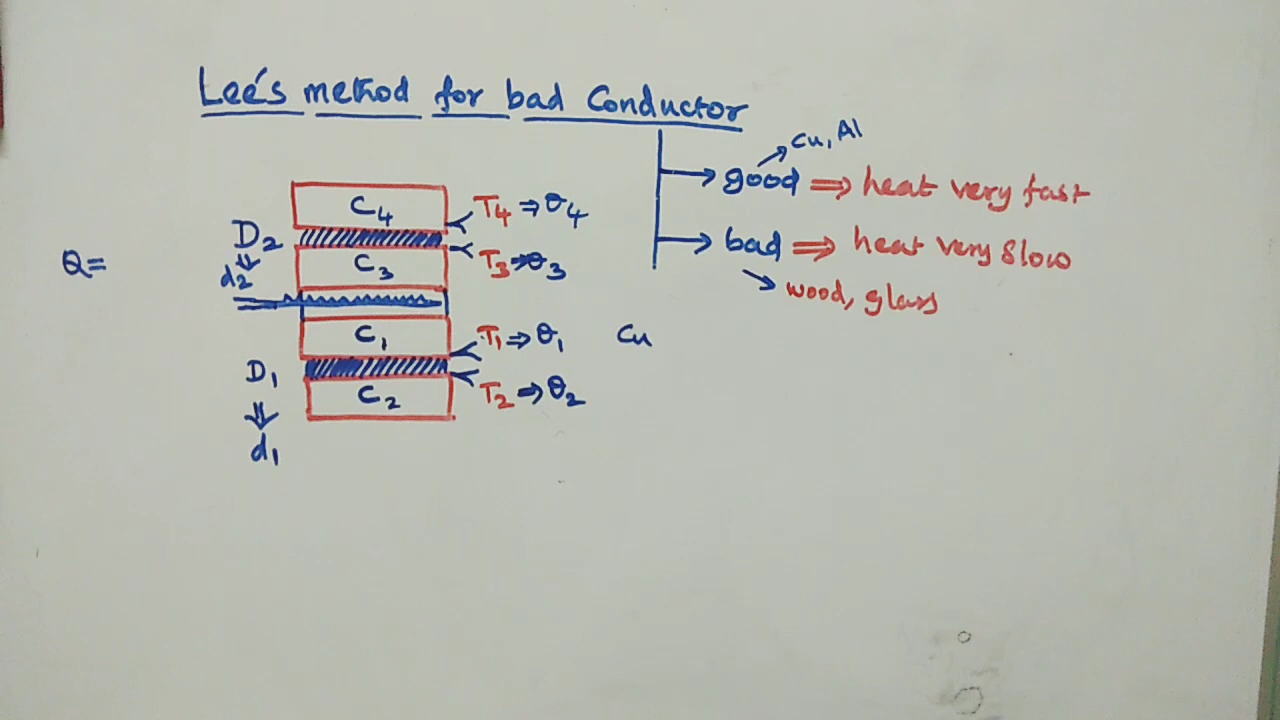 Lee's method for bad Conductor
Cu, Al
good ⇒ heat very fast
bad ⇒ heat very slow
wood, glass
C4
T4 ⇒ θ4
D2
d2
C3
T3 ⇒ θ3
Q=
C1
T1 ⇒ θ1
Cu
D1
d1
C2
T2 ⇒ θ2